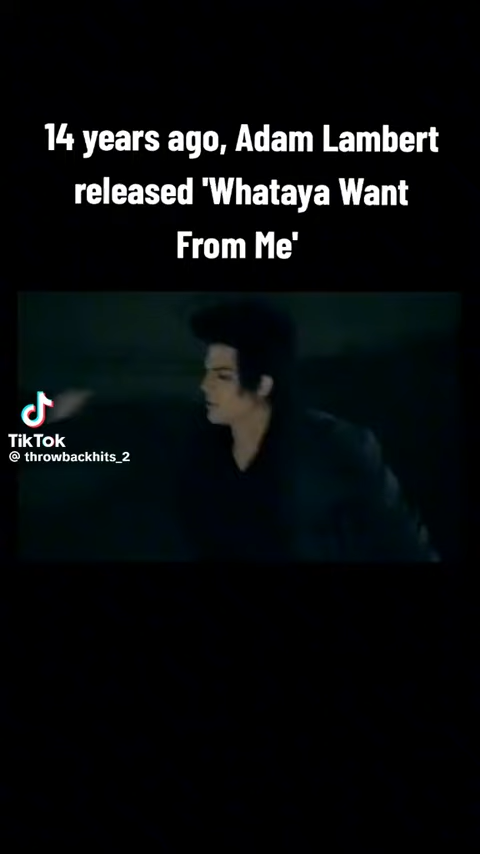 14 years ago, Adam Lambert
released 'Whataya Want
From Me'
TikTok
@ throwbackhits_2